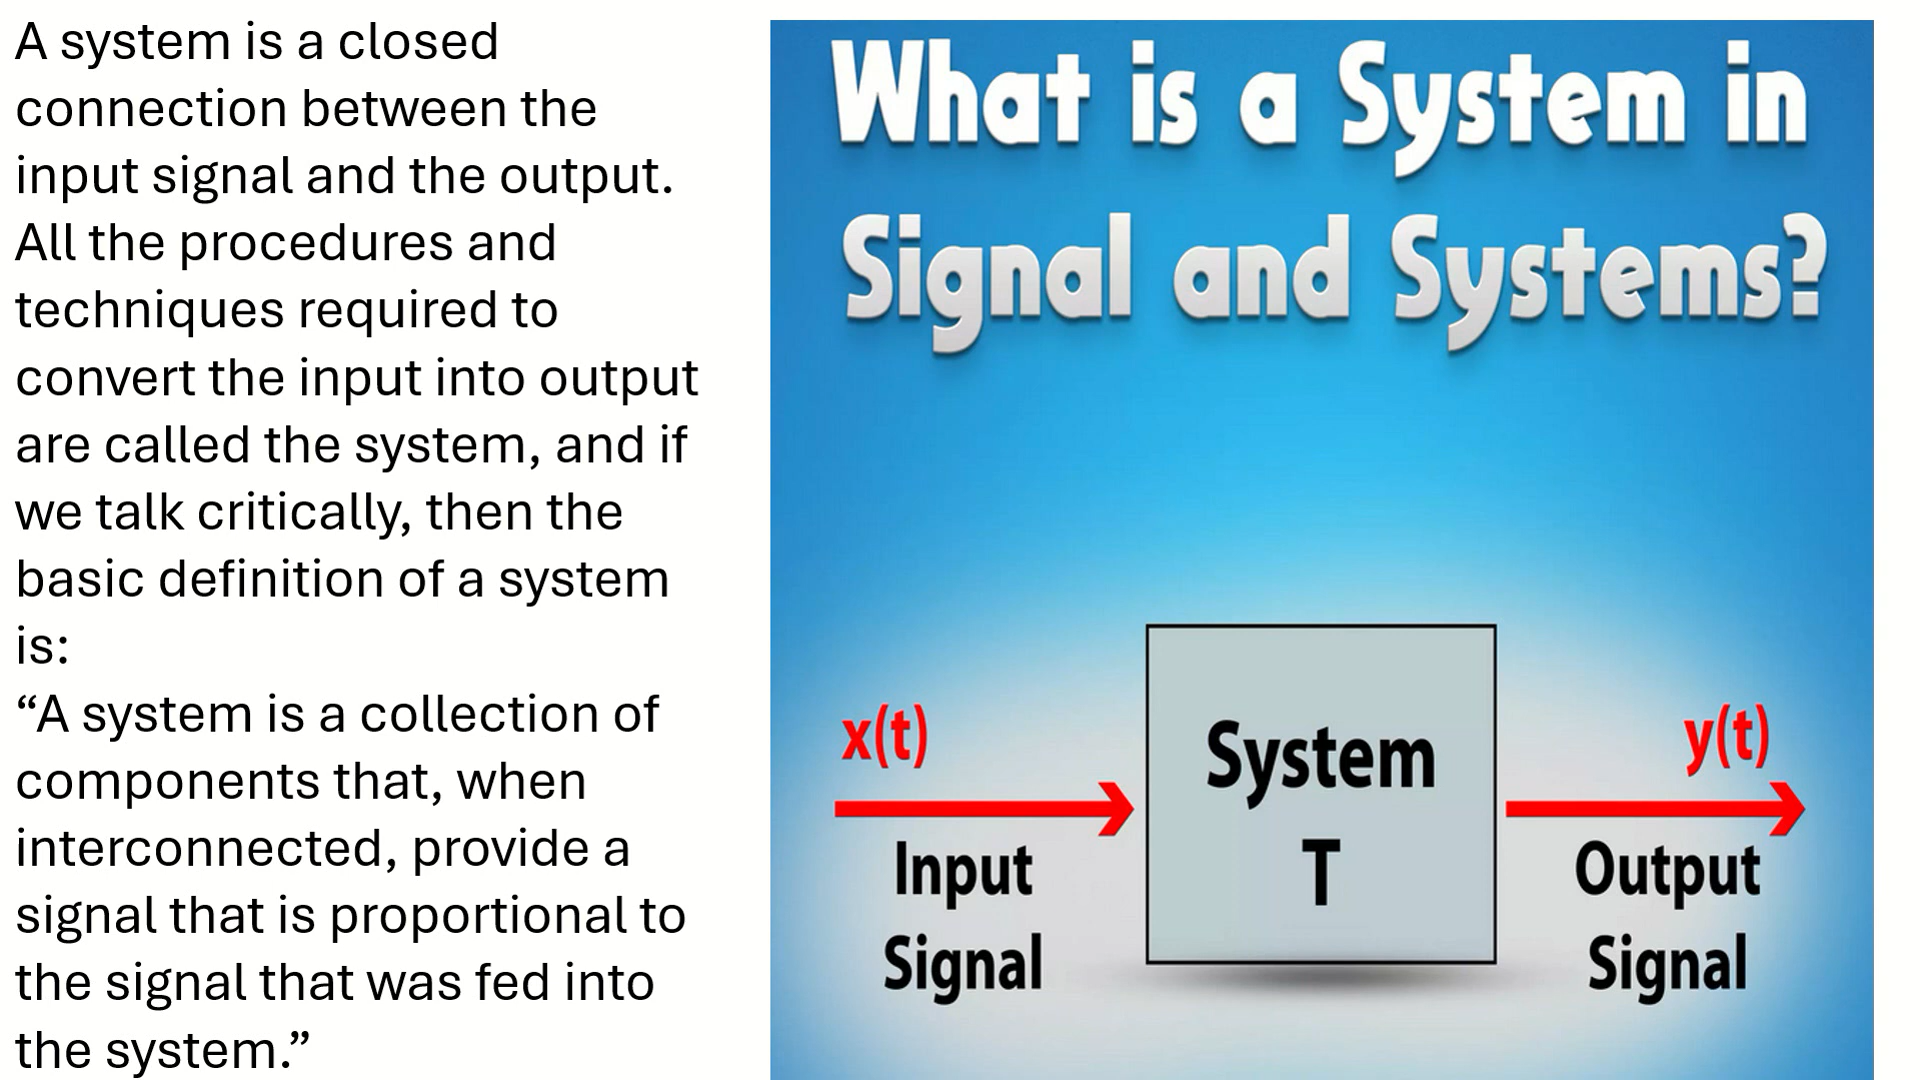 A system is a closed
connection between the
input signal and the output.
All the procedures and
techniques required to
convert the input into output
are called the system, and if
we talk critically, then the
basic definition of a system
is:
“A system is a collection of
components that, when
interconnected, provide a
signal that is proportional to
the signal that was fed into
the system.”
What is a System in
Signal and Systems?
x(t)
Input
Signal
System
T
y(t)
Output
Signal